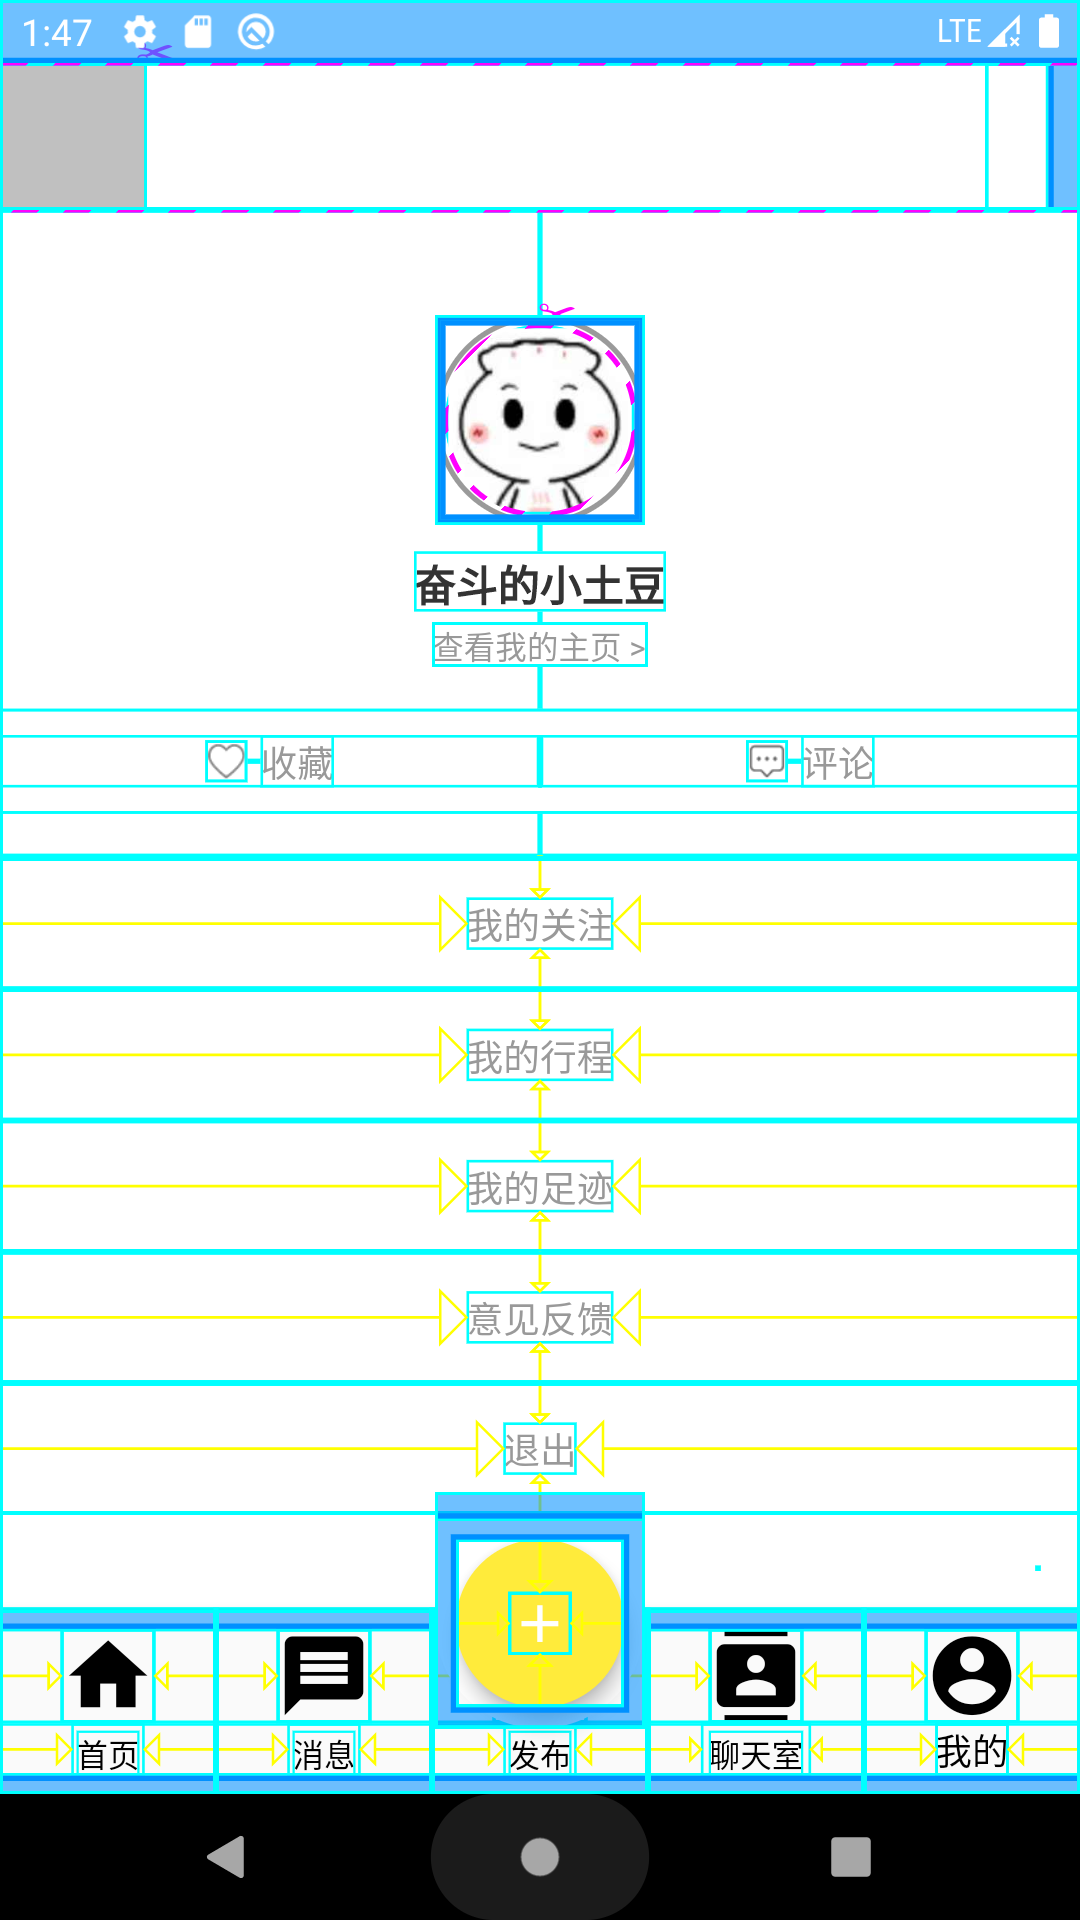 1:47
LTE
奋斗的小土豆
查看我的主页 >
收藏
评论
我的关注
我的行程
我的足迹
意见反馈
退出
首页
消息
发布
聊天室
我的